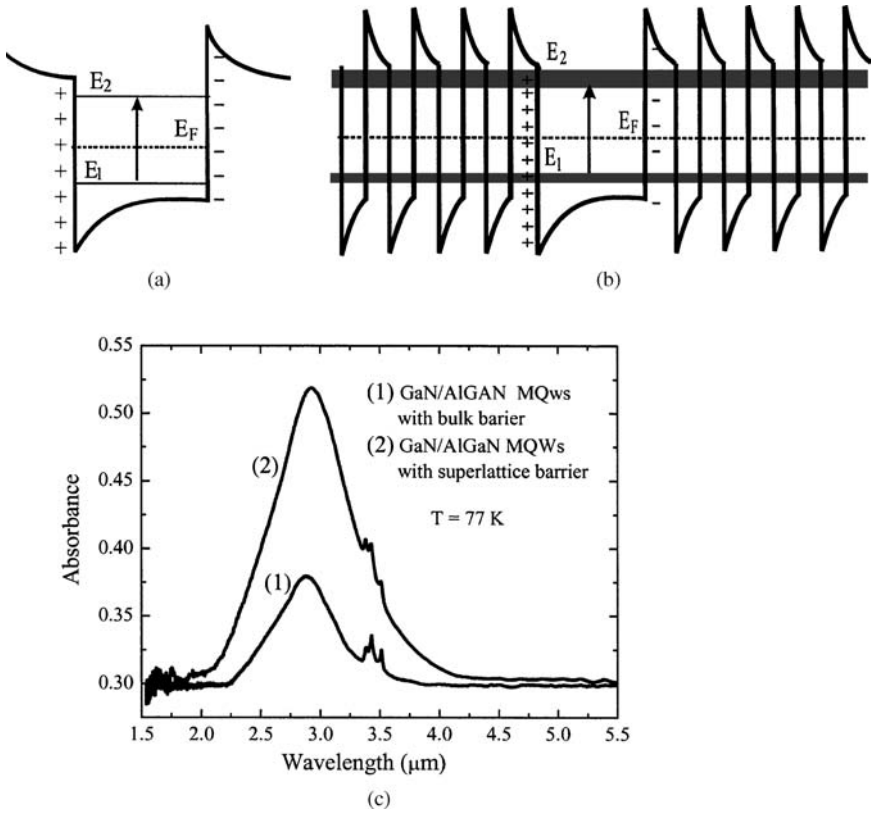 E2
EF
E1
+ + + + + + +
− − − − − − −
(a)
E2
EF
E1
+ + + + + + + + + + +
- - - - -
(b)
0.55
0.50
0.45
0.40
0.35
0.30
Absorbance
(2)
(1)
(1) GaN/AlGAN MQws
with bulk barier
(2) GaN/AlGaN MQWs
with superlattice barrier
T = 77 K
1.5 2.0 2.5 3.0 3.5 4.0 4.5 5.0 5.5
Wavelength (μm)
(c)